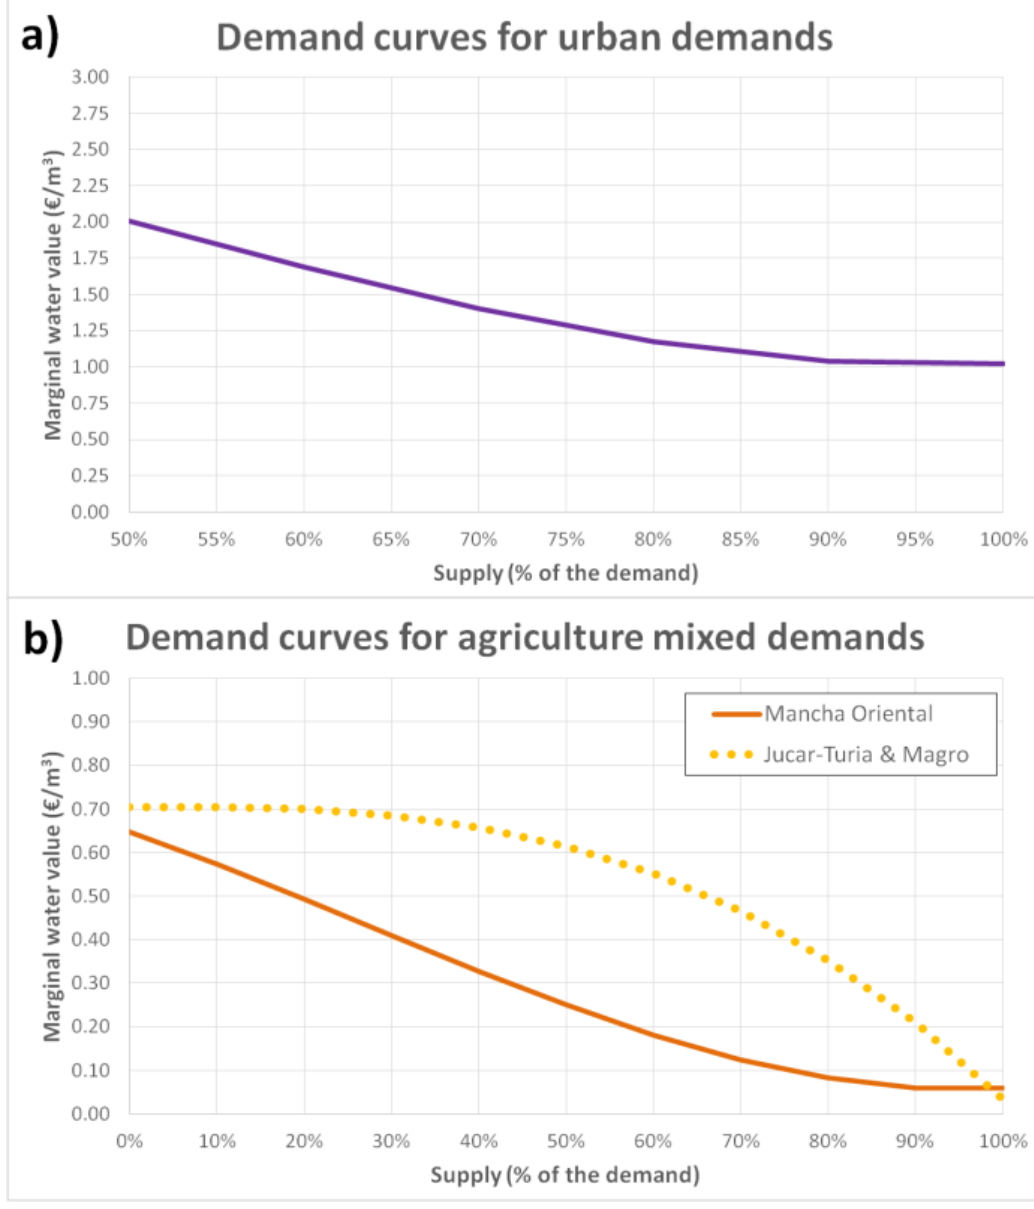 a)
Demand curves for urban demands
3.00
2.75
2.50
2.25
2.00
1.75
1.50
1.25
1.00
0.75
0.50
0.25
0.00
Marginal water value (€/m³)
50% 55% 60% 65% 70% 75% 80% 85% 90% 95% 100%
Supply (% of the demand)
b)
Demand curves for agriculture mixed demands
1.00
0.90
0.80
0.70
0.60
0.50
0.40
0.30
0.20
0.10
0.00
Marginal water value (€/m³)
Mancha Oriental
Jucar-Turia & Magro
0% 10% 20% 30% 40% 50% 60% 70% 80% 90% 100%
Supply (% of the demand)